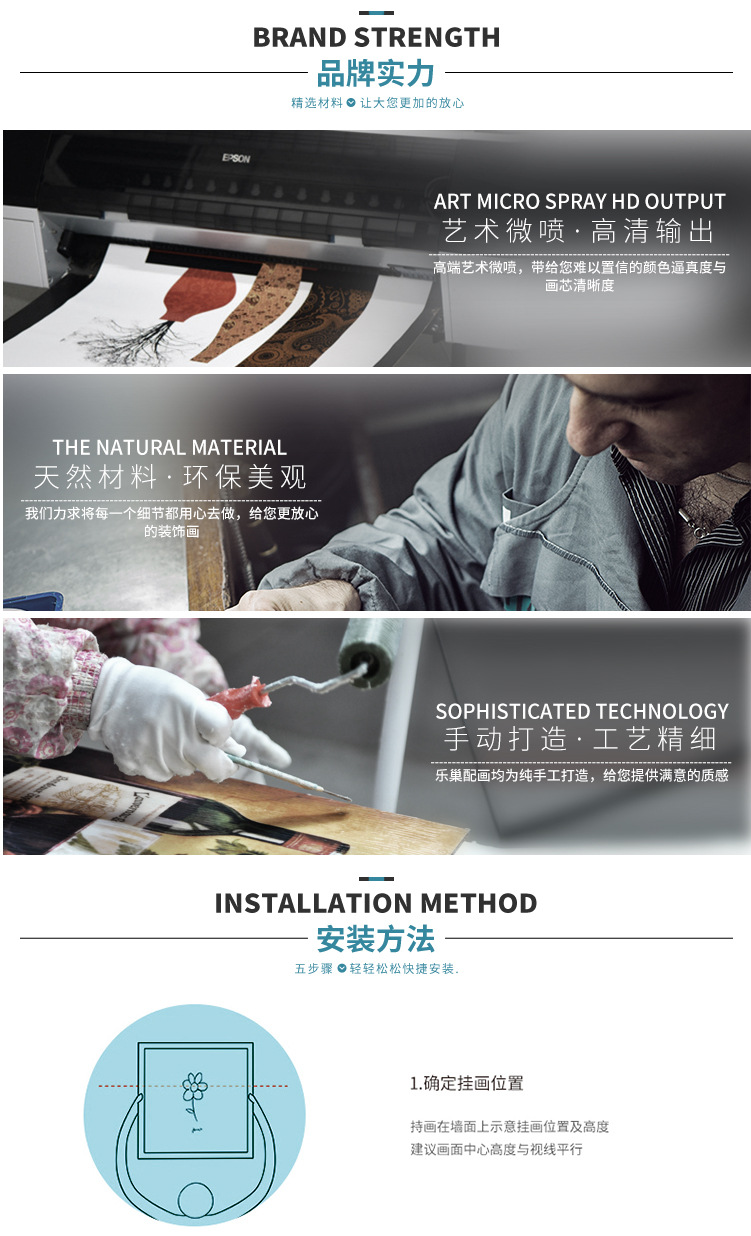 BRAND STRENGTH
品牌实力
精选材料 让大您更加的放心
EPSON
ART MICRO SPRAY HD OUTPUT
艺术微喷·高清输出
高端艺术微喷，带给您难以置信的颜色逼真度与
画芯清晰度
THE NATURAL MATERIAL
天然材料·环保美观
我们力求将每一个细节都用心去做，给您更放心
的装饰画
SOPHISTICATED TECHNOLOGY
手动打造·工艺精细
乐巢配画均为纯手工打造，给您提供满意的质感
INSTALLATION METHOD
安装方法
五步骤 轻轻松松快捷安装.
1.确定挂画位置
持画在墙面上示意挂画位置及高度
建议画面中心高度与视线平行